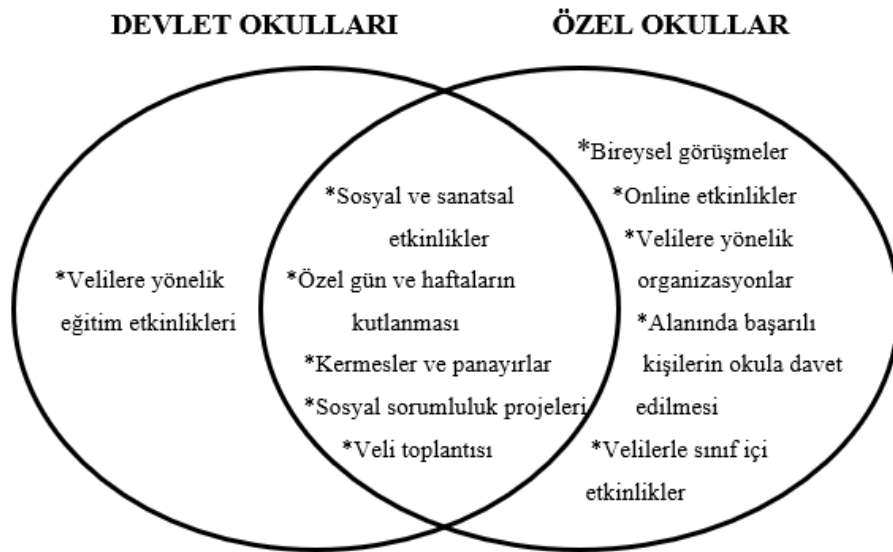 DEVLET OKULLARI
ÖZEL OKULLAR
*Velilere yönelik
eğitim etkinlikleri
*Sosyal ve sanatsal
etkinlikler
*Özel gün ve haftaların
kutlanması
*Kermesler ve panayırlar
*Sosyal sorumluluk projeleri
*Veli toplantısı
*Bireysel görüşmeler
*Online etkinlikler
*Velilere yönelik
organizasyonlar
*Alanında başarılı
kişilerin okula davet
edilmesi
*Velilerle sınıf içi
etkinlikler